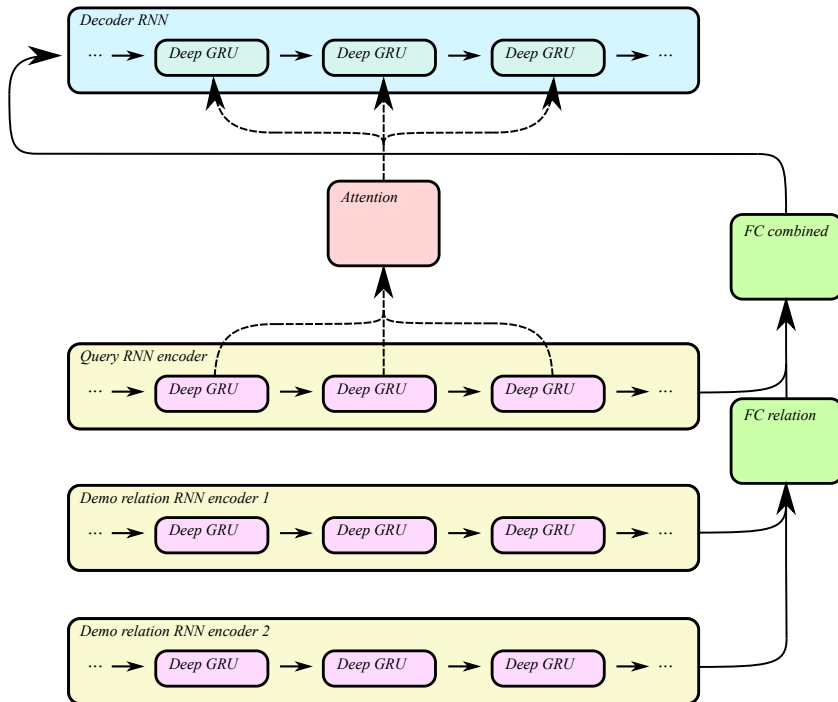 Decoder RNN
... Deep GRU Deep GRU Deep GRU ...
Attention
FC combined
Query RNN encoder
... Deep GRU Deep GRU Deep GRU ...
FC relation
Demo relation RNN encoder 1
... Deep GRU Deep GRU Deep GRU ...
Demo relation RNN encoder 2
... Deep GRU Deep GRU Deep GRU ...